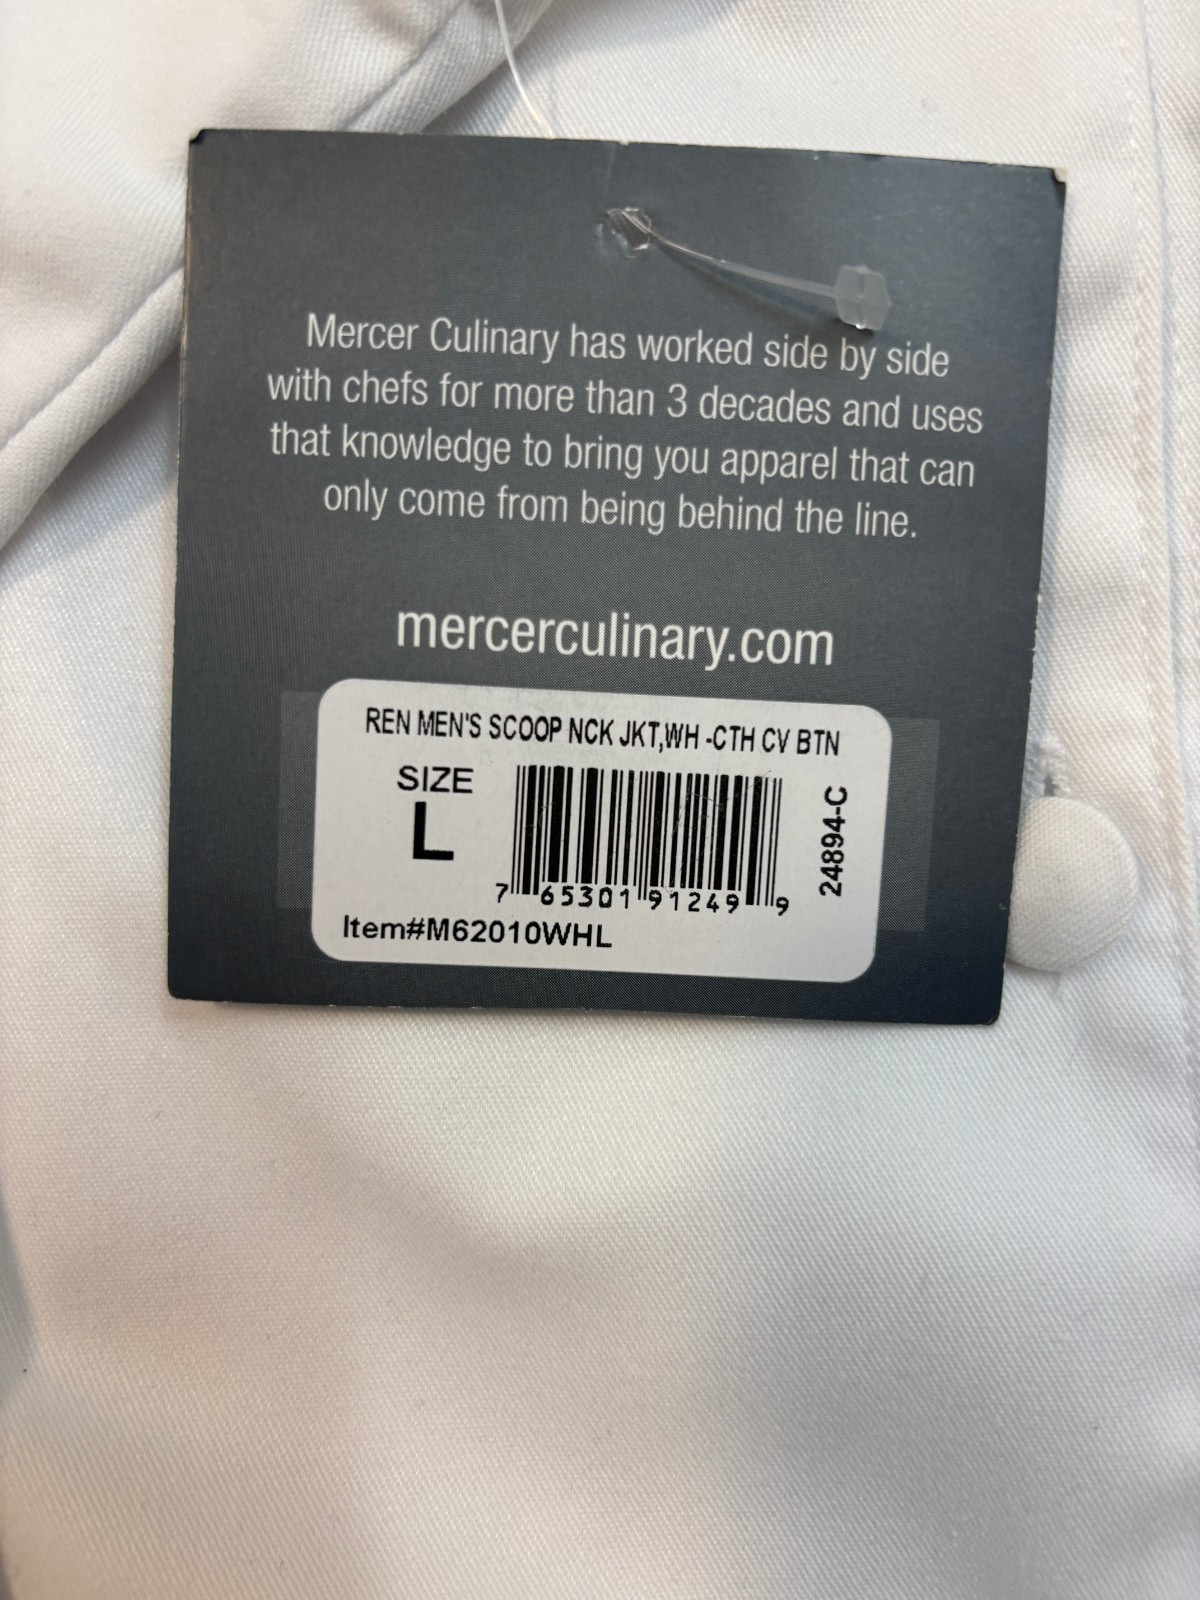 Mercer Culinary has worked side by side
with chefs for more than 3 decades and uses
that knowledge to bring you apparel that can
only come from being behind the line.
mercerculinary.com
REN MEN'S SCOOP NCK JKT,WH -CTH CV BTN
SIZE
L
24894-C
7 65301 91249 9
Item#M62010WHL